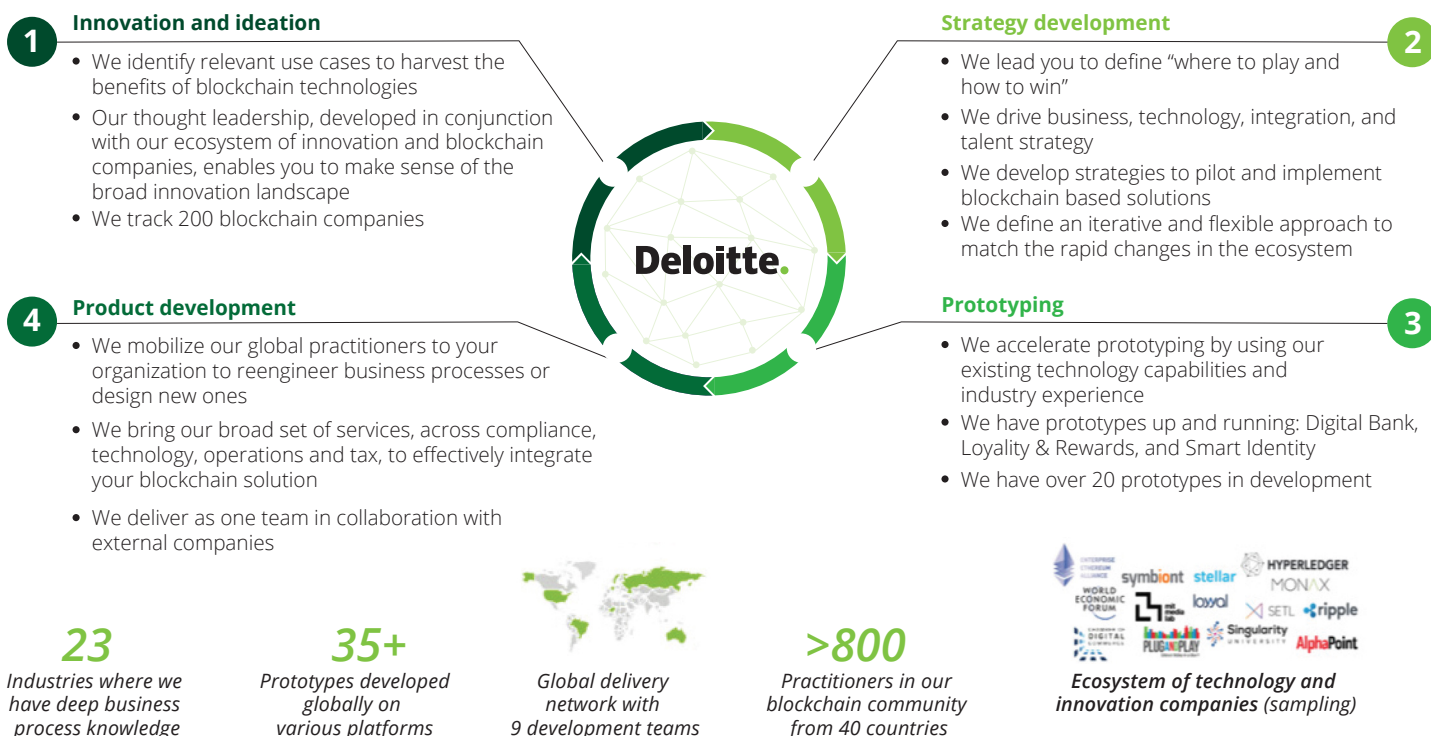 1
Innovation and ideation
• We identify relevant use cases to harvest the
benefits of blockchain technologies
• Our thought leadership, developed in conjunction
with our ecosystem of innovation and blockchain
companies, enables you to make sense of the
broad innovation landscape
• We track 200 blockchain companies
Strategy development
2
• We lead you to define “where to play and
how to win”
• We drive business, technology, integration, and
talent strategy
• We develop strategies to pilot and implement
blockchain based solutions
• We define an iterative and flexible approach to
match the rapid changes in the ecosystem
Deloitte.
4
Product development
• We mobilize our global practitioners to your
organization to reengineer business processes or
design new ones
• We bring our broad set of services, across compliance,
technology, operations and tax, to effectively integrate
your blockchain solution
• We deliver as one team in collaboration with
external companies
Prototyping
3
• We accelerate prototyping by using our
existing technology capabilities and
industry experience
• We have prototypes up and running: Digital Bank,
Loyality & Rewards, and Smart Identity
• We have over 20 prototypes in development
23
Industries where we
have deep business
process knowledge
35+
Prototypes developed
globally on
various platforms
Global delivery
network with
9 development teams
>800
Practitioners in our
blockchain community
from 40 countries
ENTERPRISE
ETHEREUM
ALLIANCE
symbiont
stellar
HYPERLEDGER
MONAX
WORLD
ECONOMIC
FORUM
mit
media
lab
loyyal
SETL
ripple
CHAMBER OF
DIGITAL
COMMERCE
PLUGANDPLAY
Singularity
UNIVERSITY
AlphaPoint
Ecosystem of technology and
innovation companies (sampling)